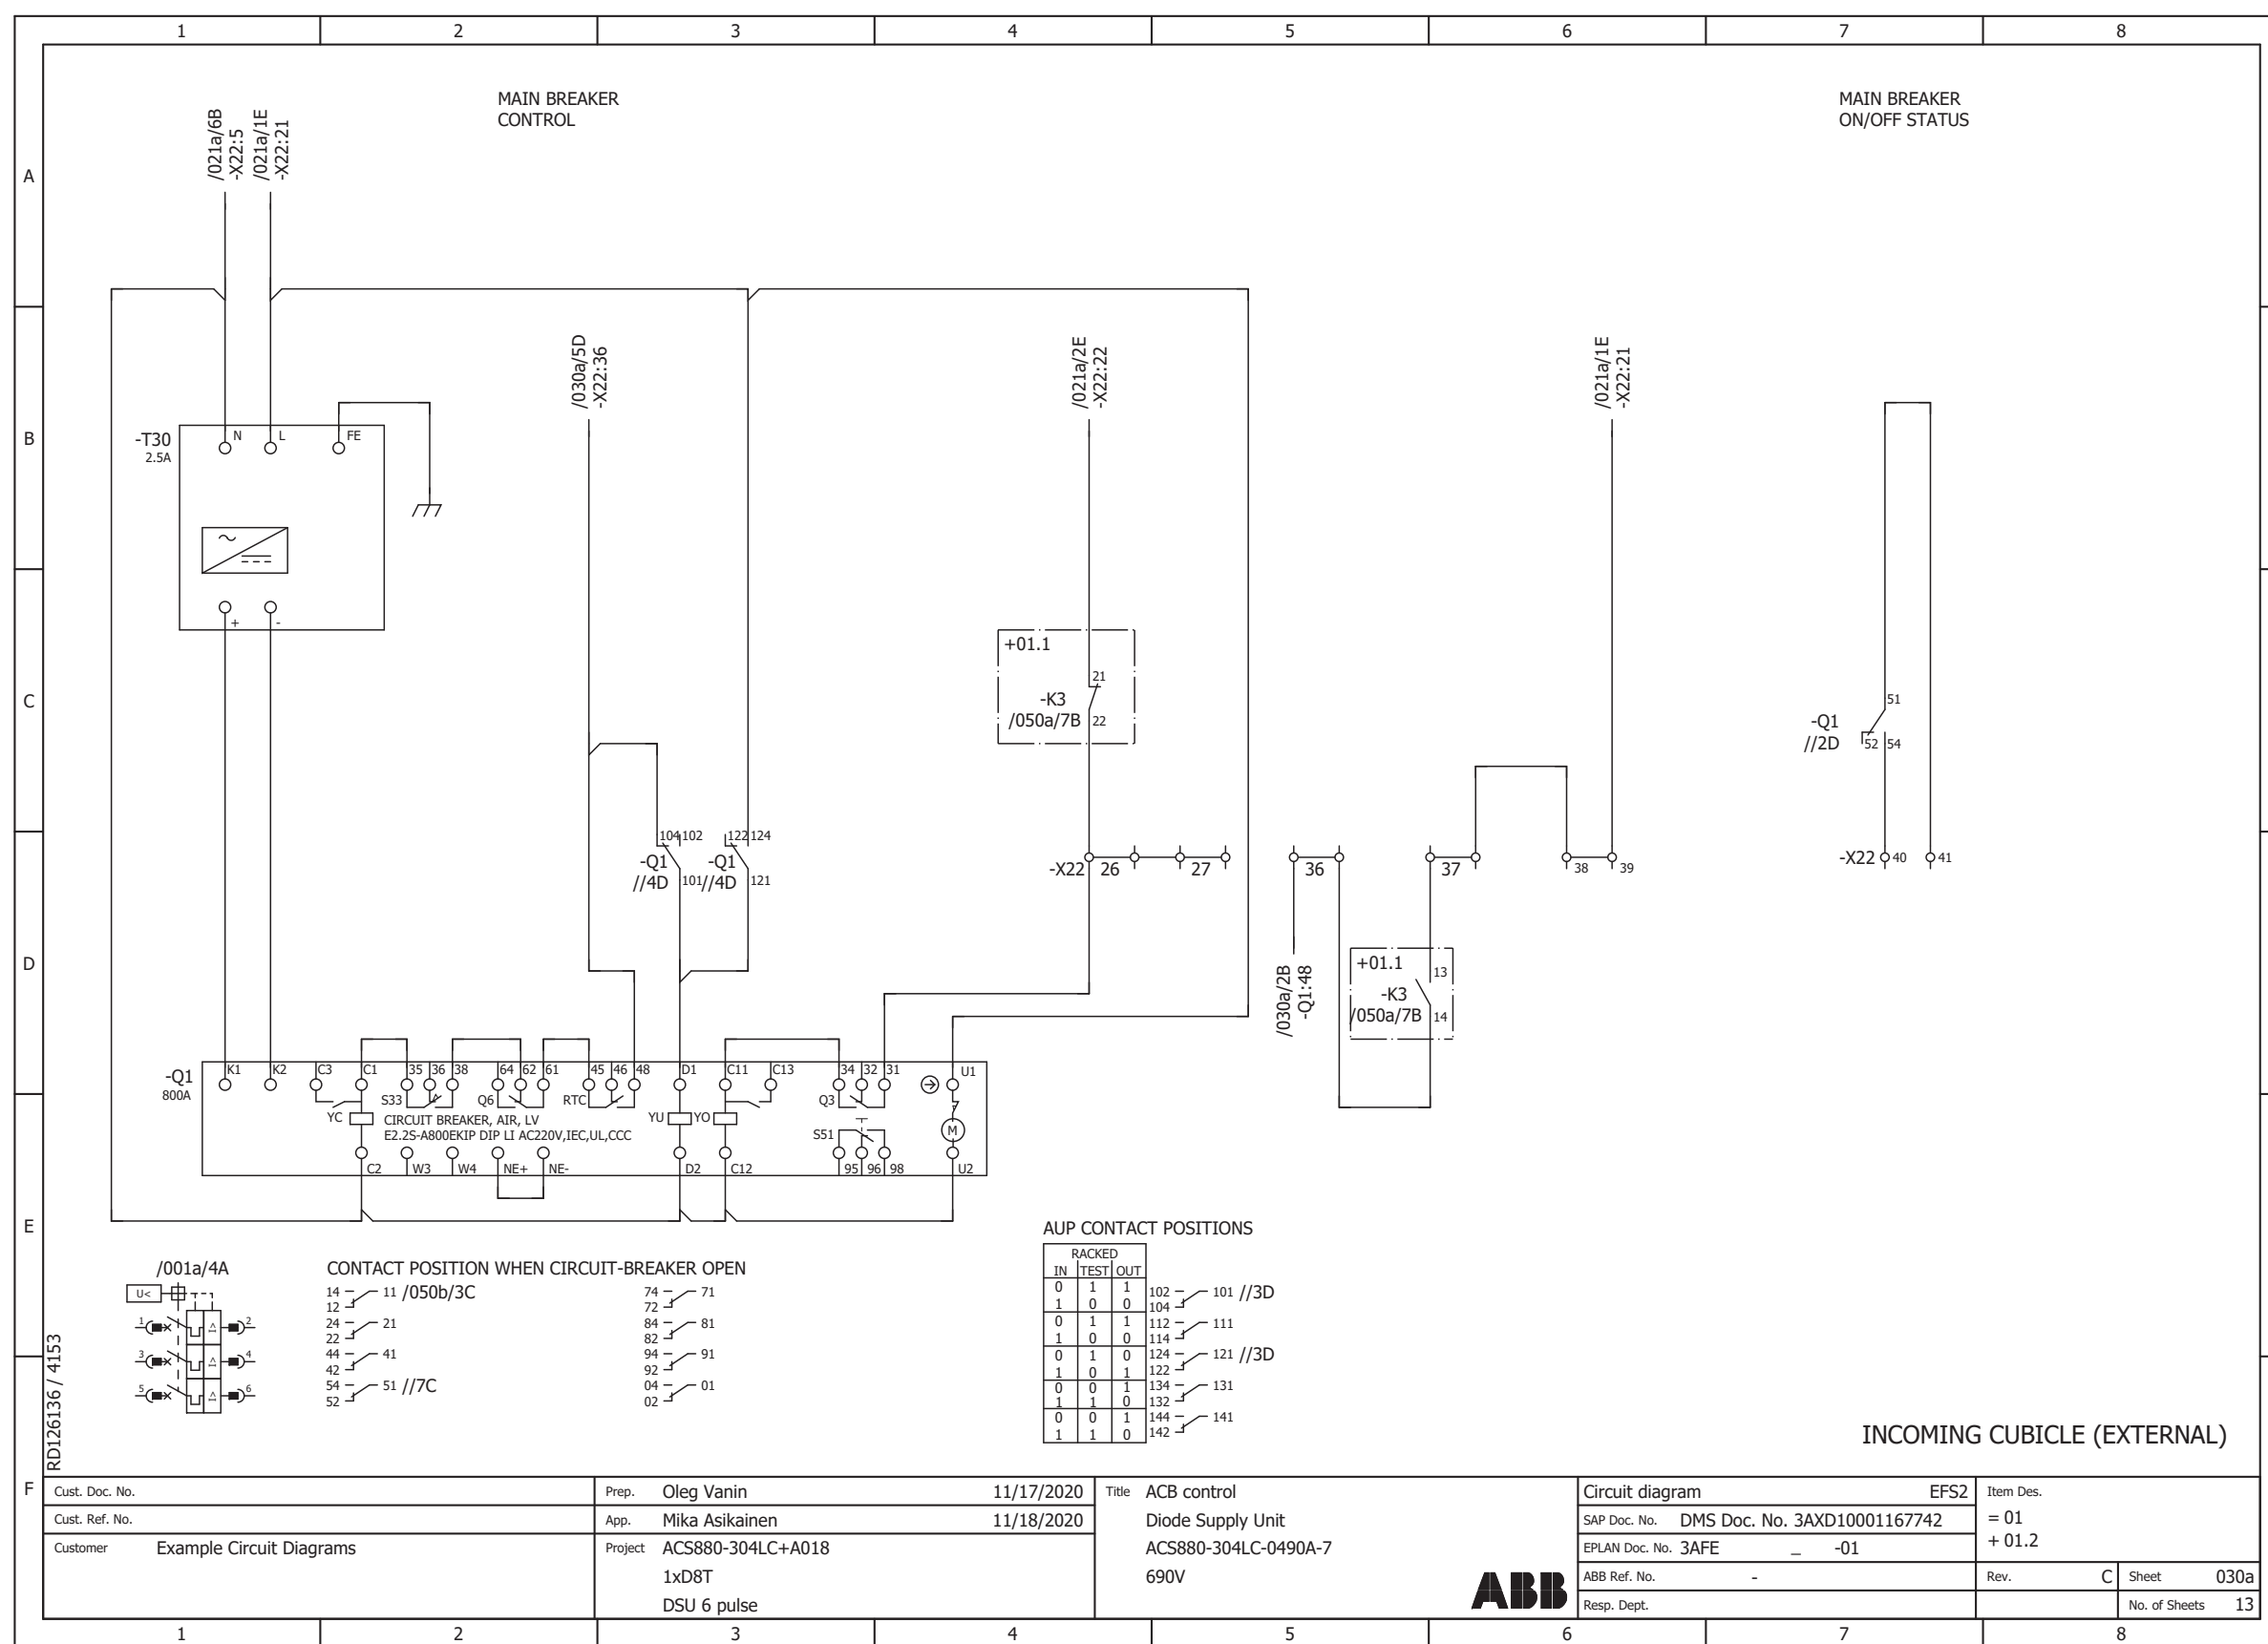 1 2 3 4 5 6 7 8
MAIN BREAKER
CONTROL
MAIN BREAKER
ON/OFF STATUS
/021a/6B
-X22:5
/021a/1E
-X22:21
A
/030a/5D
-X22:36
/021a/2E
-X22:22
/021a/1E
-X22:21
B
-T30
2.5A
N L FE
+ -
+01.1
21
-K3
/050a/7B 22
C
51
-Q1
//2D 52 54
104 102 122 124
-Q1 -Q1
//4D 101 //4D 121
-X22 26 27 36 37 38 39
-X22 40 41
D
/030a/2B
-Q1:48
+01.1
13
-K3
/050a/7B 14
-Q1
800A
K1 K2 C3 C1 35 36 38 64 62 61 45 46 48 D1 C11 C13 34 32 31 U1
S33 Q6 RTC Q3
YC YU YO M
CIRCUIT BREAKER, AIR, LV
E2.2S-A800EKIP DIP LI AC220V,IEC,UL,CCC
S51
C2 W3 W4 NE+ NE- D2 C12 95 96 98 U2
E
/001a/4A
U<
1 I> 2
3 I> 4
5 I> 6
CONTACT POSITION WHEN CIRCUIT-BREAKER OPEN
14 11 /050b/3C
12
24 21
22
44 41
42
54 51 //7C
52
74 71
72
84 81
82
94 91
92
04 01
02
AUP CONTACT POSITIONS
RACKED
IN TEST OUT
0 1 1 102 101 //3D
1 0 0 104
0 1 1 112 111
1 0 0 114
0 1 0 124 121 //3D
1 0 1 122
0 0 1 134 131
1 1 0 132
0 0 1 144 141
1 1 0 142
RD126136 / 4153
INCOMING CUBICLE (EXTERNAL)
F
Cust. Doc. No.
Cust. Ref. No.
Customer Example Circuit Diagrams
Prep. Oleg Vanin 11/17/2020
App. Mika Asikainen 11/18/2020
Project ACS880-304LC+A018
1xD8T
DSU 6 pulse
Title ACB control
Diode Supply Unit
ACS880-304LC-0490A-7
690V
ABB
Circuit diagram EFS2
SAP Doc. No. DMS Doc. No. 3AXD10001167742
EPLAN Doc. No. 3AFE _ -01
ABB Ref. No. -
Resp. Dept.
Item Des.
= 01
+ 01.2
Rev. C Sheet 030a
No. of Sheets 13
1 2 3 4 5 6 7 8